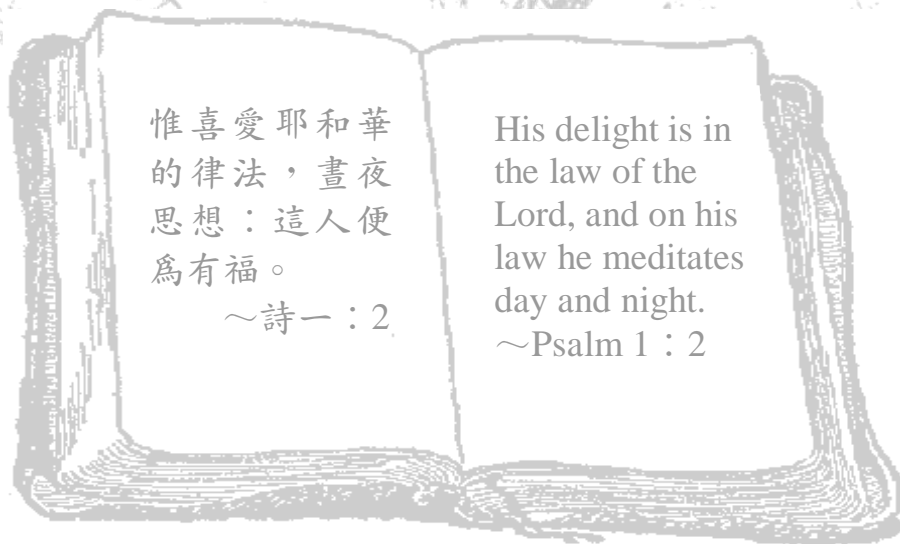 惟喜愛耶和華
的律法，晝夜
思想：這人便
爲有福。
～詩一：2
His delight is in
the law of the
Lord, and on his
law he meditates
day and night.
～Psalm 1：2